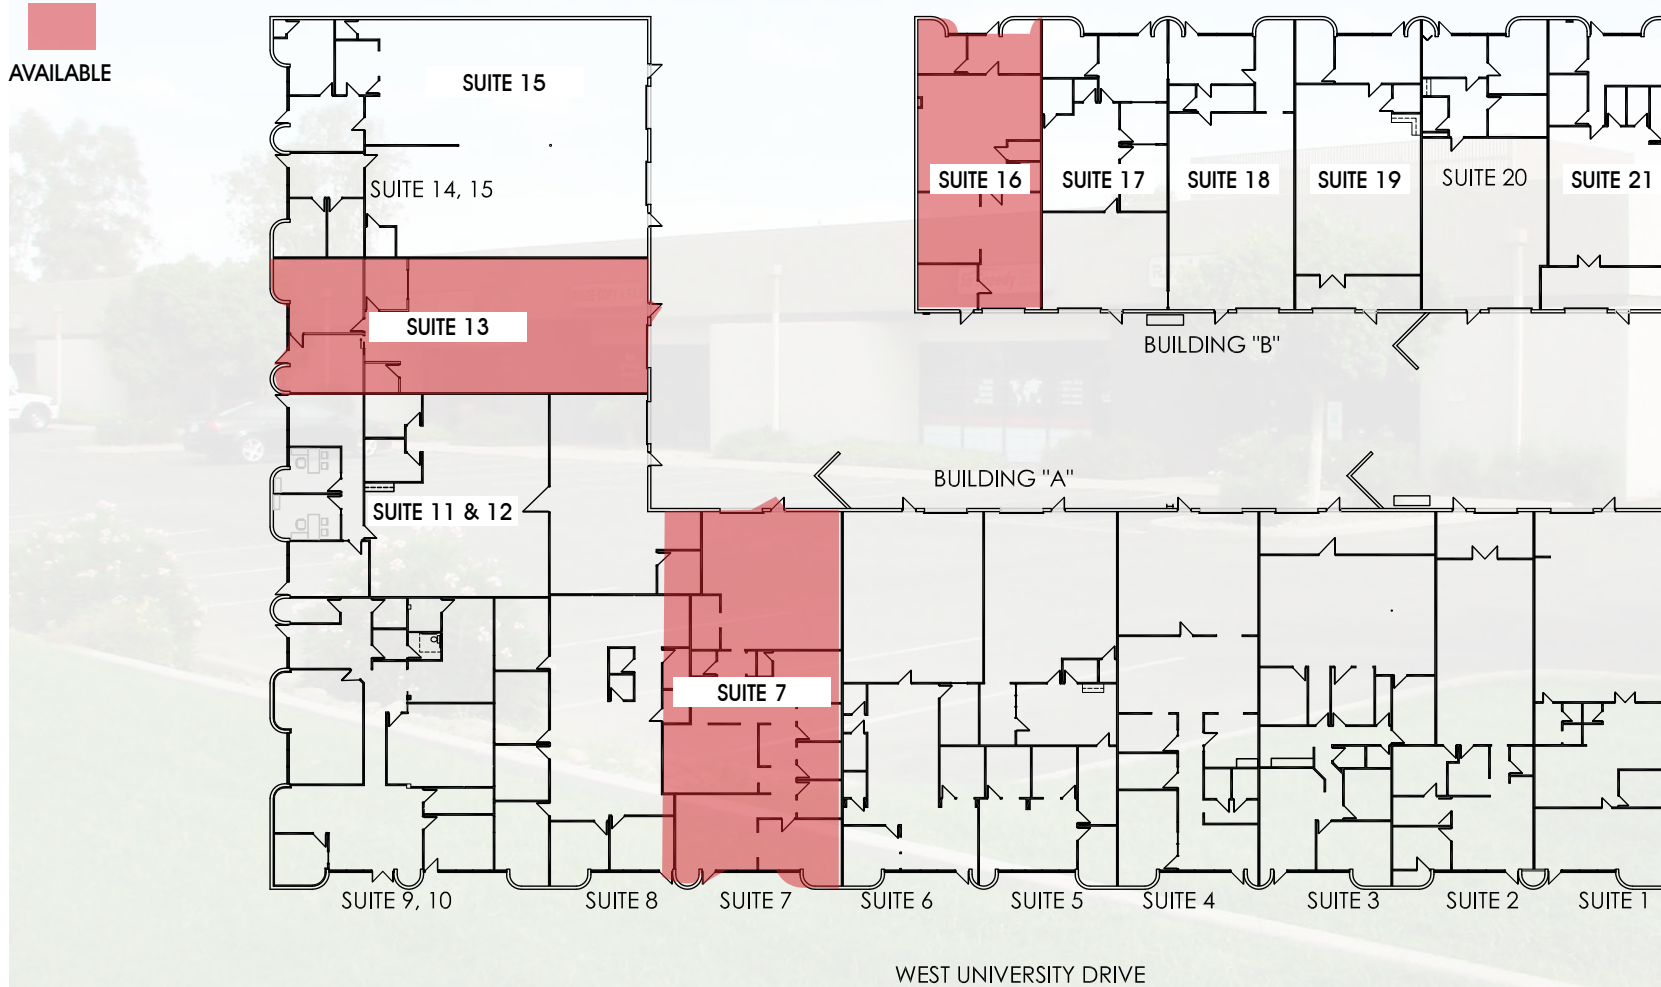 AVAILABLE
SUITE 15
SUITE 14, 15
SUITE 16
SUITE 17
SUITE 18
SUITE 19
SUITE 20
SUITE 21
SUITE 13
BUILDING "B"
BUILDING "A"
SUITE 11 & 12
SUITE 7
SUITE 9, 10
SUITE 8
SUITE 7
SUITE 6
SUITE 5
SUITE 4
SUITE 3
SUITE 2
SUITE 1
WEST UNIVERSITY DRIVE